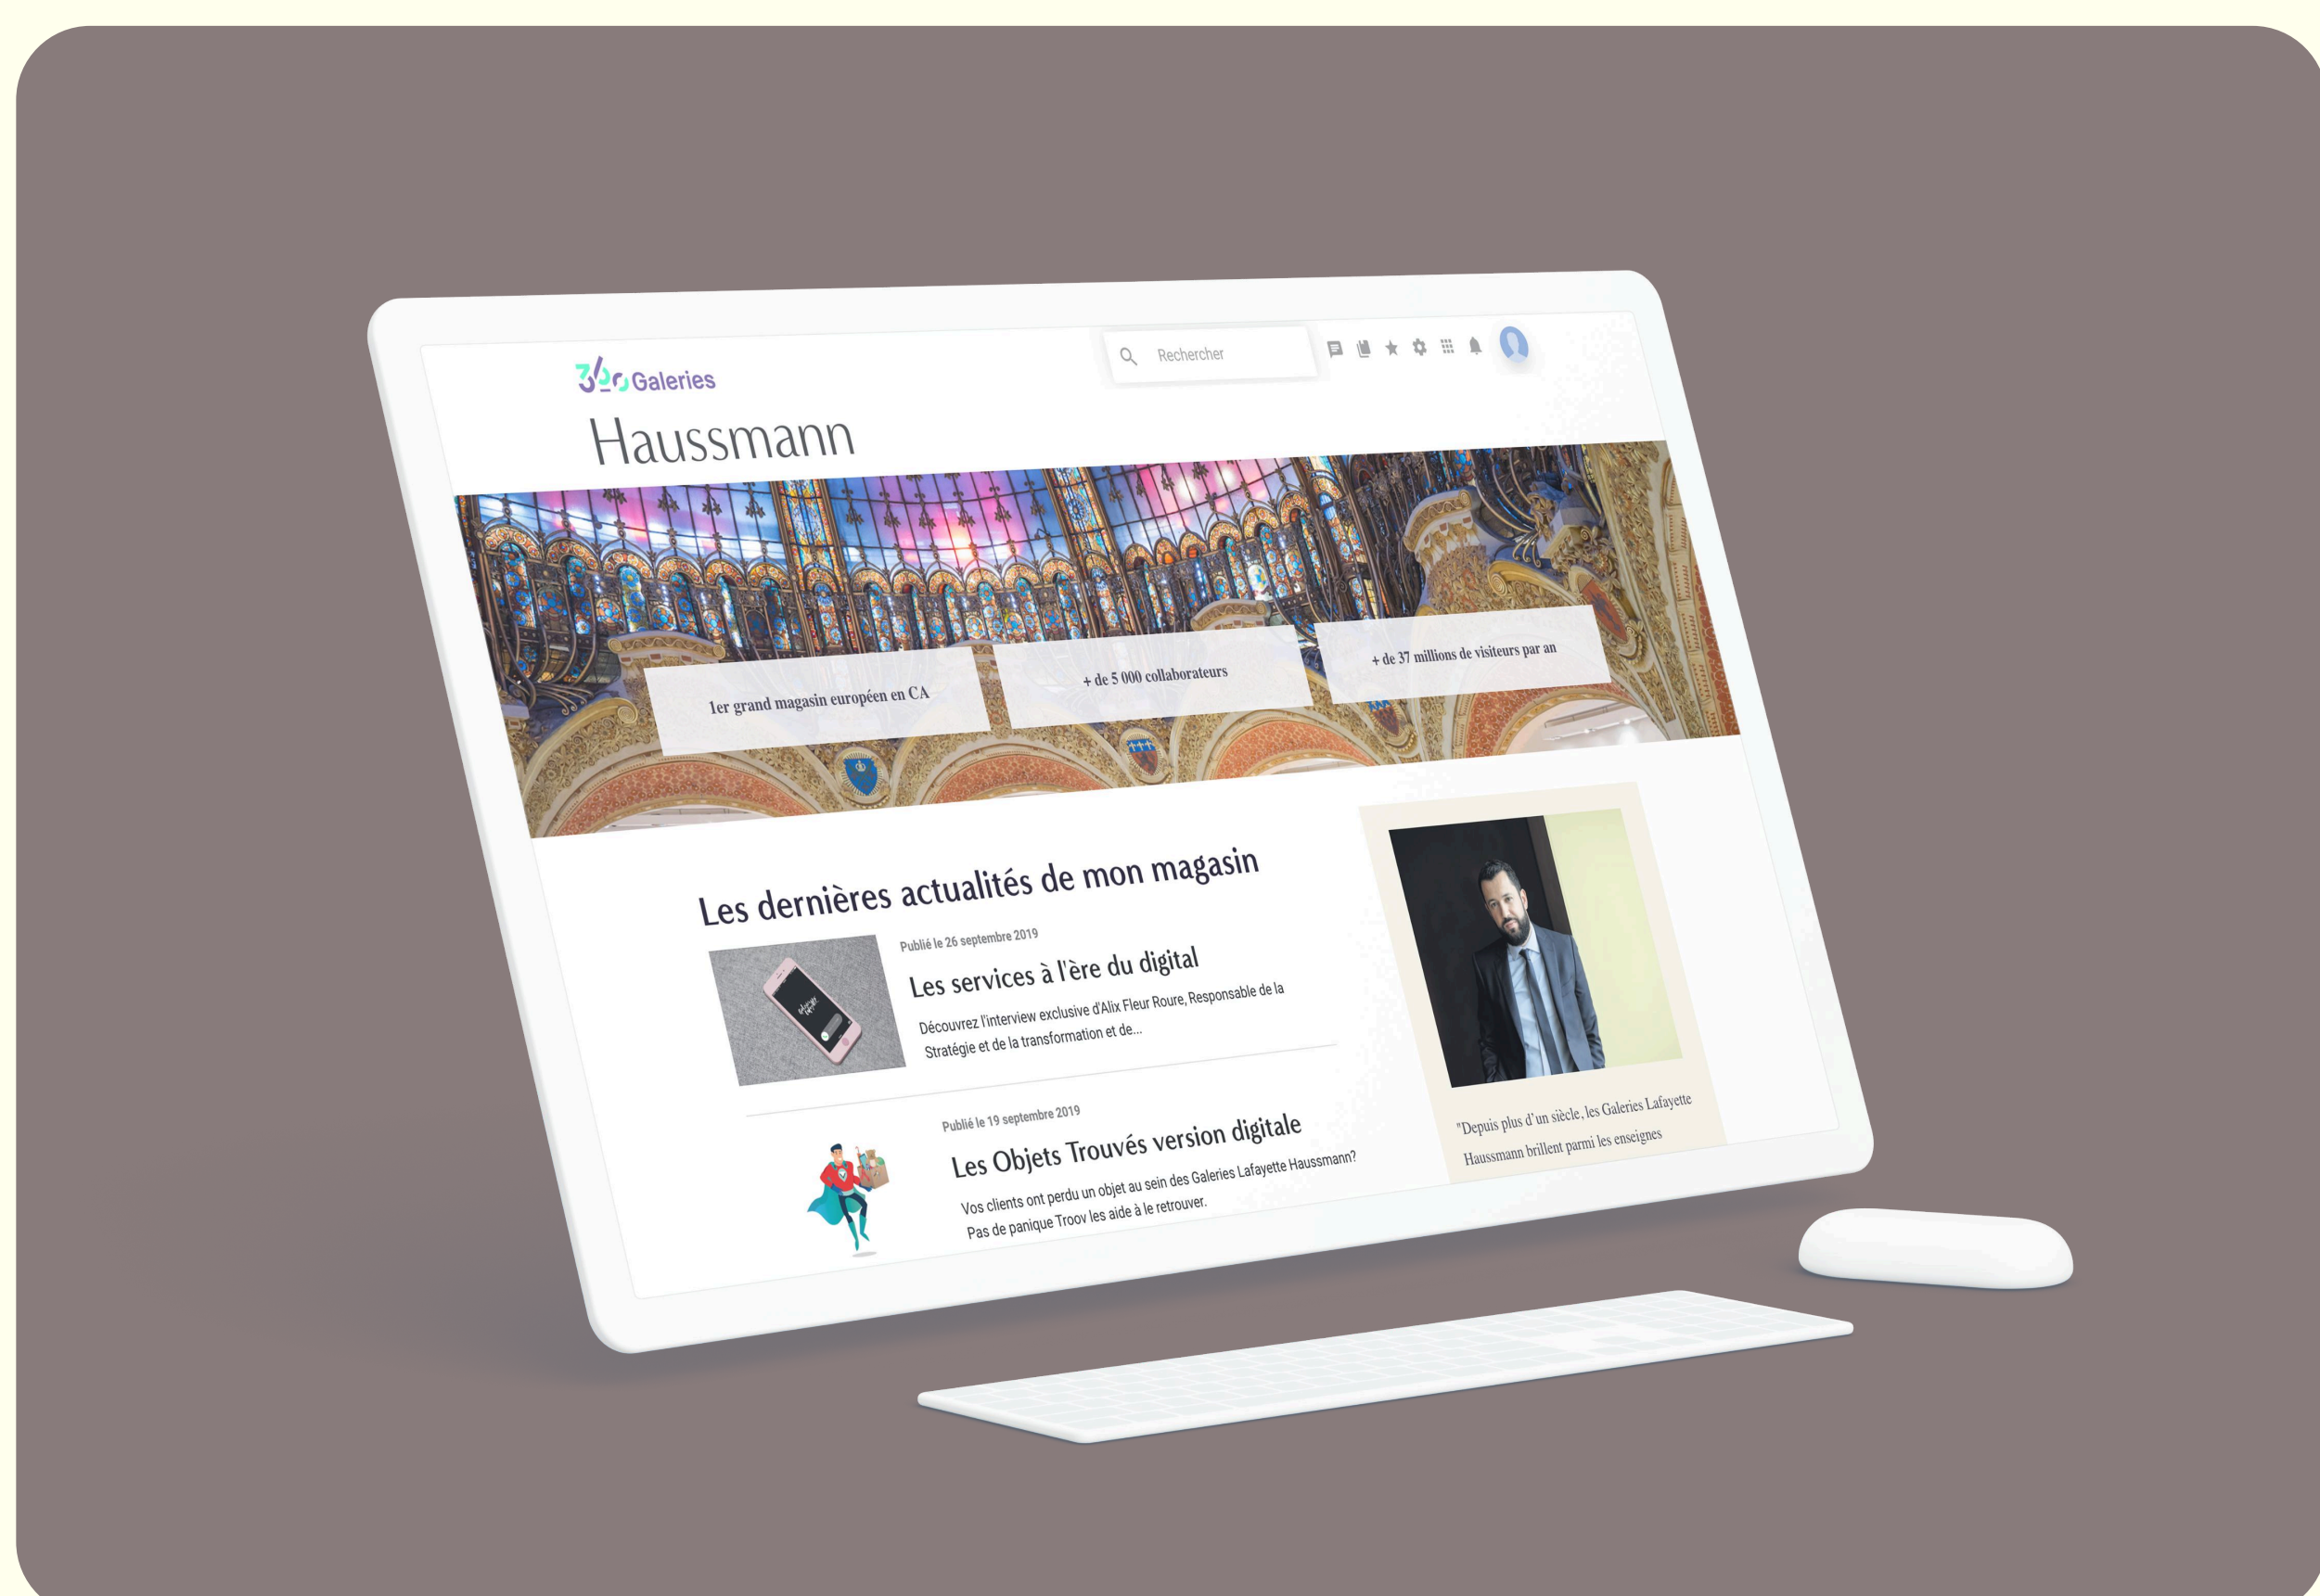 360 Galeries
Rechercher
Haussmann
1er grand magasin européen en CA
+ de 5 000 collaborateurs
+ de 37 millions de visiteurs par an
Les dernières actualités de mon magasin
Publié le 26 septembre 2019
Les services à l'ère du digital
Découvrez l'interview exclusive d'Alix Fleur Roure, Responsable de la
Stratégie et de la transformation et de...
Publié le 19 septembre 2019
Les Objets Trouvés version digitale
Vos clients ont perdu un objet au sein des Galeries Lafayette Haussmann?
Pas de panique Troov les aide à le retrouver.
"Depuis plus d'un siècle, les Galeries Lafayette
Haussmann brillent parmi les enseignes